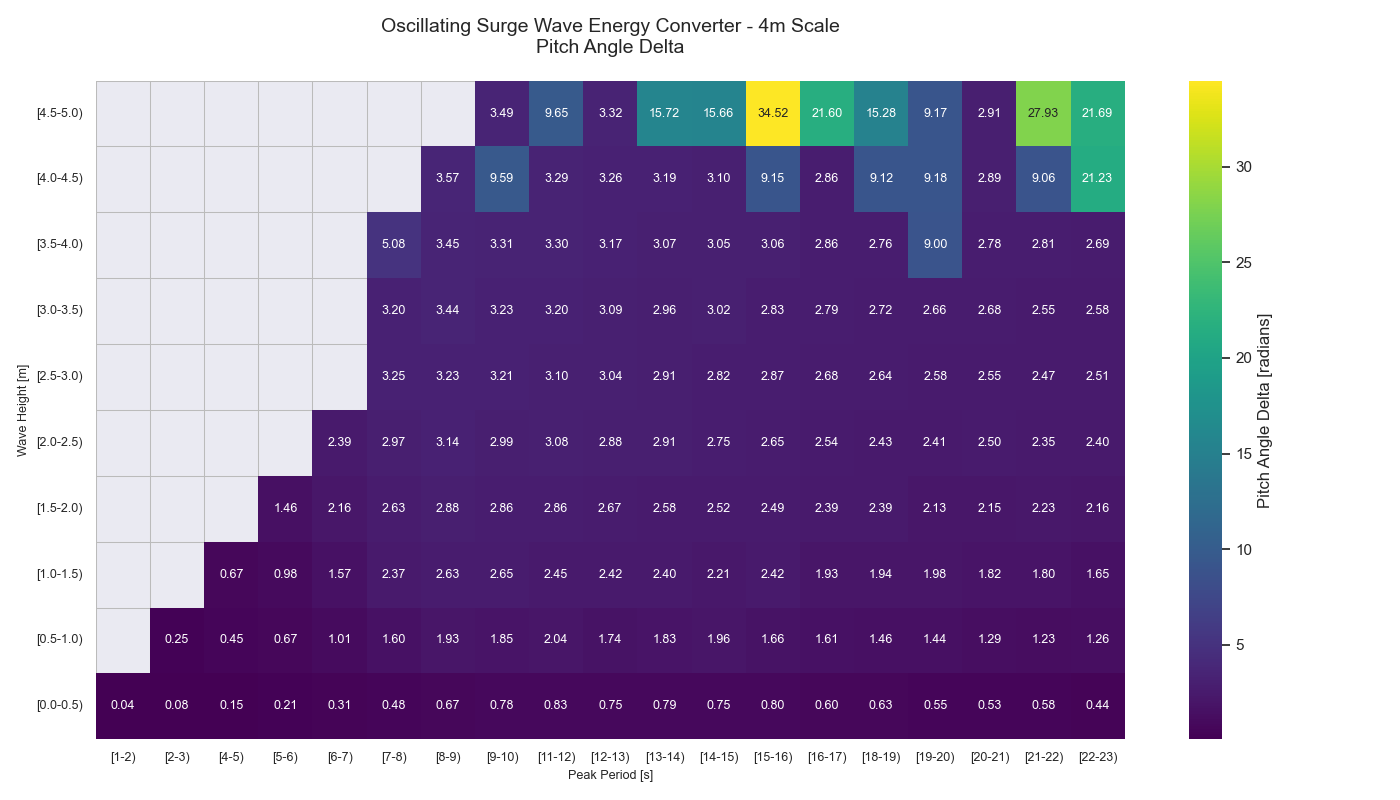 Oscillating Surge Wave Energy Converter - 4m Scale
Pitch Angle Delta
[4.5-5.0) 3.49 9.65 3.32 15.72 15.66 34.52 21.60 15.28 9.17 2.91 27.93 21.69
[4.0-4.5) 3.57 9.59 3.29 3.26 3.19 3.10 9.15 2.86 9.12 9.18 2.89 9.06 21.23
[3.5-4.0) 5.08 3.45 3.31 3.30 3.17 3.07 3.05 3.06 2.86 2.76 9.00 2.78 2.81 2.69
[3.0-3.5) 3.20 3.44 3.23 3.20 3.09 2.96 3.02 2.83 2.79 2.72 2.66 2.68 2.55 2.58
[2.5-3.0) 3.25 3.23 3.21 3.10 3.04 2.91 2.82 2.87 2.68 2.64 2.58 2.55 2.47 2.51
[2.0-2.5) 2.39 2.97 3.14 2.99 3.08 2.88 2.91 2.75 2.65 2.54 2.43 2.41 2.50 2.35 2.40
[1.5-2.0) 1.46 2.16 2.63 2.88 2.86 2.86 2.67 2.58 2.52 2.49 2.39 2.39 2.13 2.15 2.23 2.16
[1.0-1.5) 0.67 0.98 1.57 2.37 2.63 2.65 2.45 2.42 2.40 2.21 2.42 1.93 1.94 1.98 1.82 1.80 1.65
[0.5-1.0) 0.25 0.45 0.67 1.01 1.60 1.93 1.85 2.04 1.74 1.83 1.96 1.66 1.61 1.46 1.44 1.29 1.23 1.26
[0.0-0.5) 0.04 0.08 0.15 0.21 0.31 0.48 0.67 0.78 0.83 0.75 0.79 0.75 0.80 0.60 0.63 0.55 0.53 0.58 0.44
[1-2) [2-3) [4-5) [5-6) [6-7) [7-8) [8-9) [9-10) [11-12) [12-13) [13-14) [14-15) [15-16) [16-17) [18-19) [19-20) [20-21) [21-22) [22-23)
Peak Period [s]
Wave Height [m]
30
25
20
15
10
5
Pitch Angle Delta [radians]